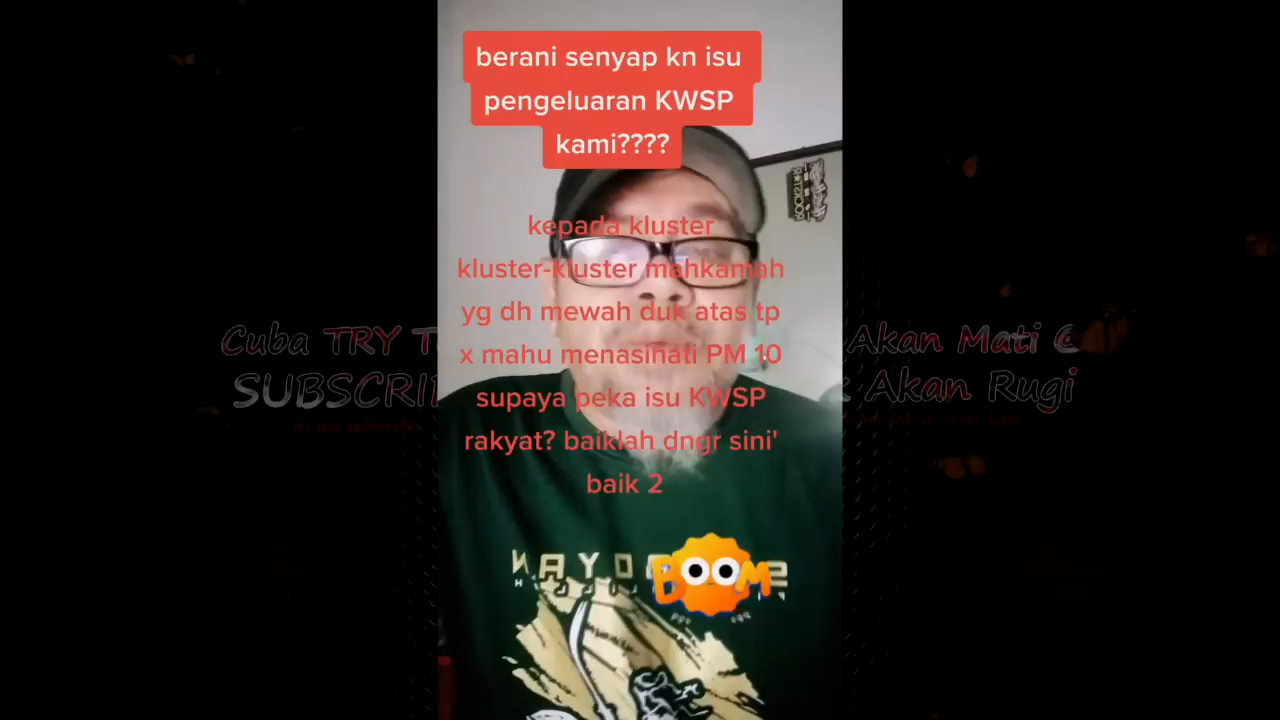 berani senyap kn isu
pengeluaran KWSP
kami????
kepada kluster
kluster-kluster mahkamah
yg dh mewah duk atas tp
x mahu menasihati PM 10
supaya peka isu KWSP
rakyat? baiklah dngr sini'
baik 2
Cuba TRY T
SUBSCRI
Akan Mati
Akan Rugi
BOOM